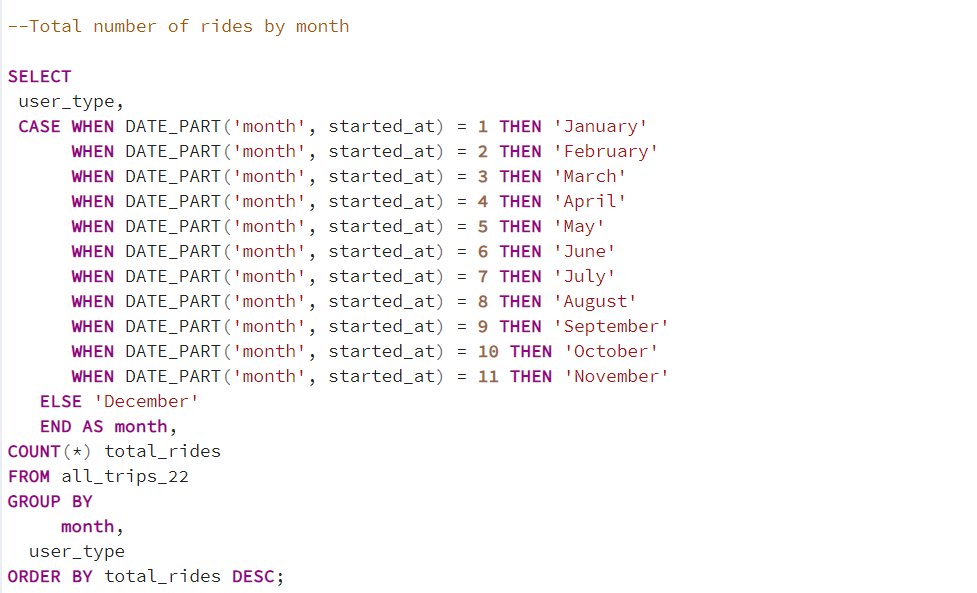 --Total number of rides by month
SELECT
user_type,
CASE WHEN DATE_PART('month', started_at) = 1 THEN 'January'
WHEN DATE_PART('month', started_at) = 2 THEN 'February'
WHEN DATE_PART('month', started_at) = 3 THEN 'March'
WHEN DATE_PART('month', started_at) = 4 THEN 'April'
WHEN DATE_PART('month', started_at) = 5 THEN 'May'
WHEN DATE_PART('month', started_at) = 6 THEN 'June'
WHEN DATE_PART('month', started_at) = 7 THEN 'July'
WHEN DATE_PART('month', started_at) = 8 THEN 'August'
WHEN DATE_PART('month', started_at) = 9 THEN 'September'
WHEN DATE_PART('month', started_at) = 10 THEN 'October'
WHEN DATE_PART('month', started_at) = 11 THEN 'November'
ELSE 'December'
END AS month,
COUNT(*) total_rides
FROM all_trips_22
GROUP BY
month,
user_type
ORDER BY total_rides DESC;